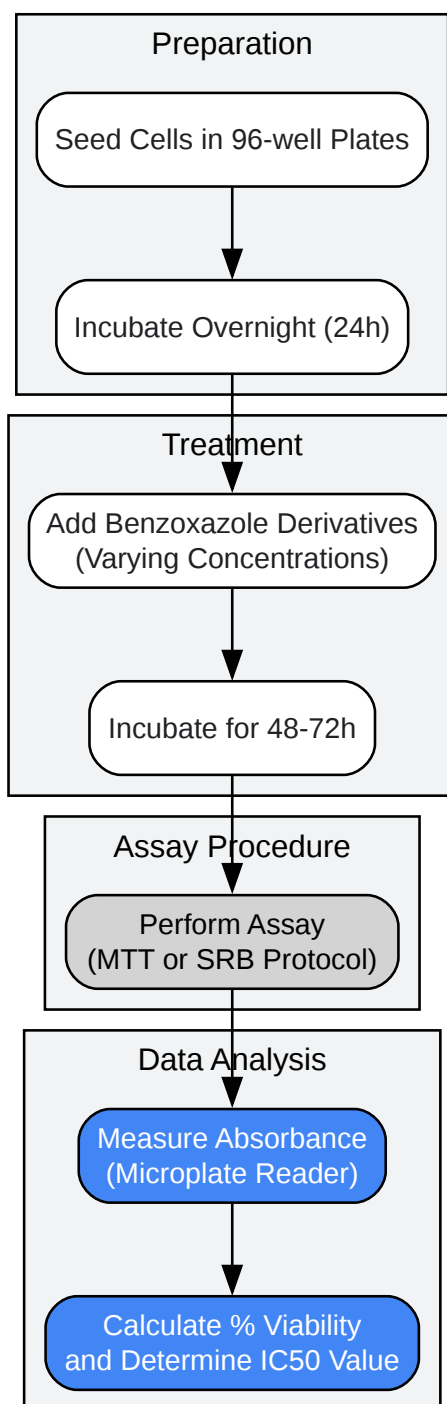 Preparation
Seed Cells in 96-well Plates
Incubate Overnight (24h)
Treatment
Add Benzoxazole Derivatives
(Varying Concentrations)
Incubate for 48-72h
Assay Procedure
Perform Assay
(MTT or SRB Protocol)
Data Analysis
Measure Absorbance
(Microplate Reader)
Calculate % Viability
and Determine IC50 Value